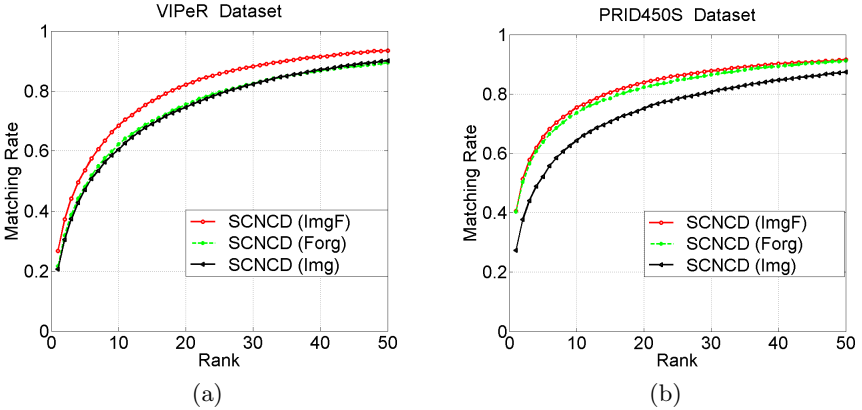 VIPeR Dataset
Matching Rate
1
0.8
0.6
0.4
0.2
0
SCNCD (ImgF)
SCNCD (Forg)
SCNCD (Img)
0 10 20 30 40 50
Rank
(a)
PRID450S Dataset
Matching Rate
1
0.8
0.6
0.4
0.2
0
SCNCD (ImgF)
SCNCD (Forg)
SCNCD (Img)
0 10 20 30 40 50
Rank
(b)